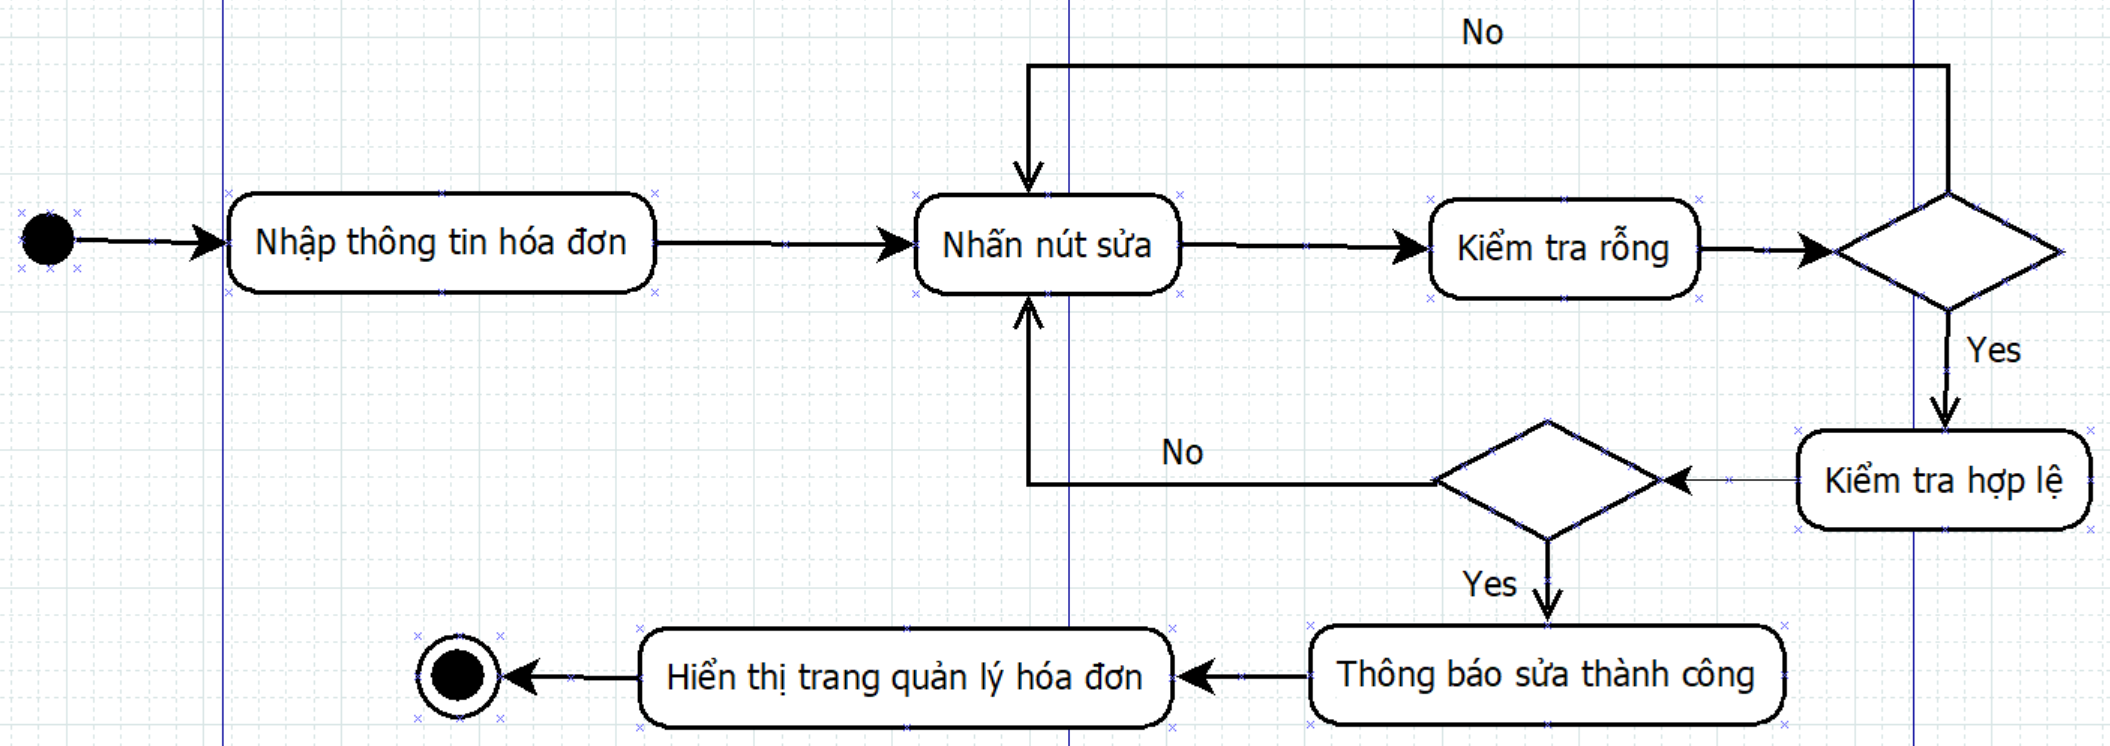 No
Nhập thông tin hóa đơn
Nhấn nút sửa
Kiểm tra rỗng
Yes
No
Kiểm tra hợp lệ
Yes
Hiển thị trang quản lý hóa đơn
Thông báo sửa thành công